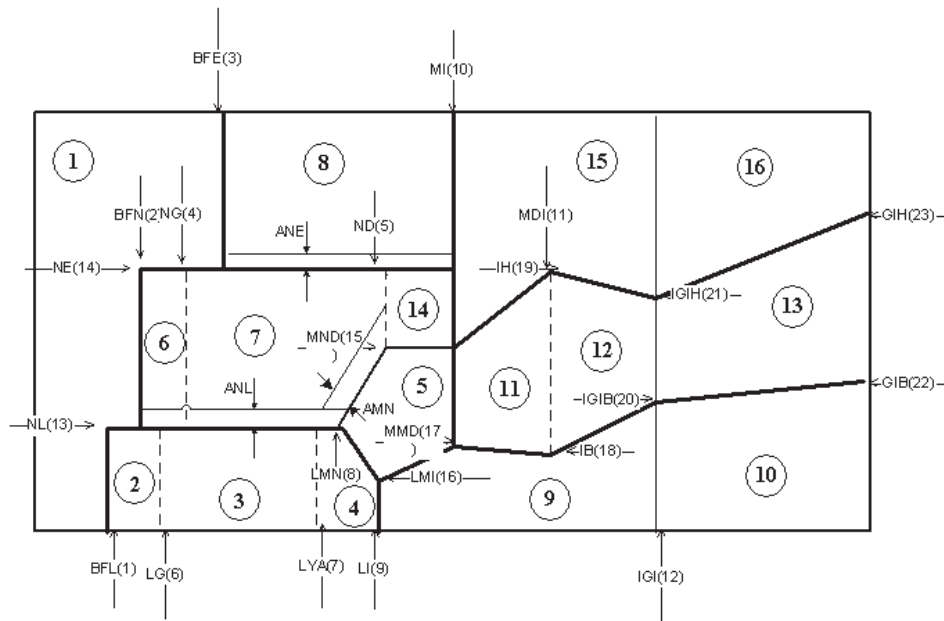 BFE(3)
MI(10)
1
8
15
16
BFN(2)
NG(4)
ND(5)
MDI(11)
GIH(23)
ANE
NE(14)
IH(19)
IGIH(21)
14
13
6
7
MND(15
)
12
5
11
ANL
AMN
IGIB(20)
GIB(22)
NL(13)
MMD(17
)
IB(18)
LMN(8)
LMI(16)
2
3
4
9
10
BFL(1)
LG(6)
LYA(7)
LI(9)
IGI(12)